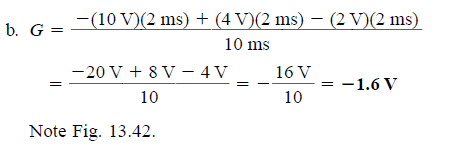 b. G = −(10 V)(2 ms) + (4 V)(2 ms) − (2 V)(2 ms) / 10 ms
= −20 V + 8 V − 4 V / 10 = − 16 V / 10 = −1.6 V
Note Fig. 13.42.